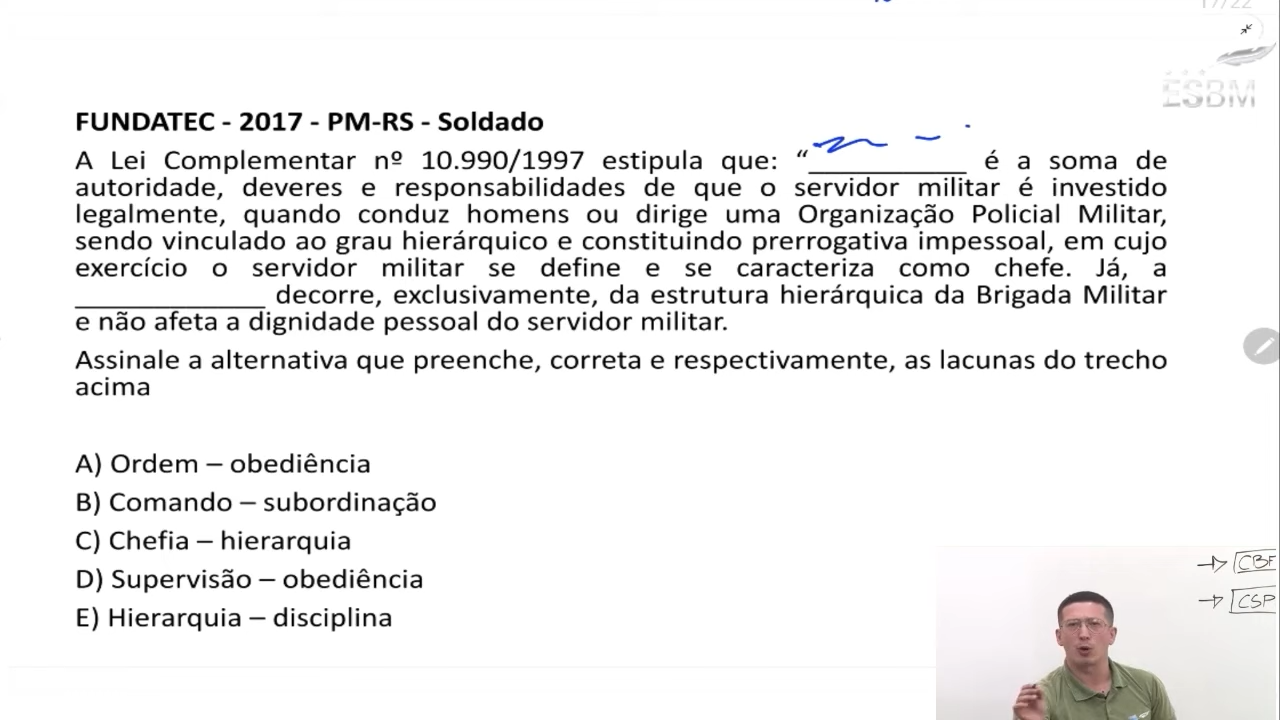 17/22
ESBM
FUNDATEC - 2017 - PM-RS - Soldado
A Lei Complementar nº 10.990/1997 estipula que: “___________ é a soma de
autoridade, deveres e responsabilidades de que o servidor militar é investido
legalmente, quando conduz homens ou dirige uma Organização Policial Militar,
sendo vinculado ao grau hierárquico e constituindo prerrogativa impessoal, em cujo
exercício o servidor militar se define e se caracteriza como chefe. Já, a
_____________ decorre, exclusivamente, da estrutura hierárquica da Brigada Militar
e não afeta a dignidade pessoal do servidor militar.
Assinale a alternativa que preenche, correta e respectivamente, as lacunas do trecho
acima
A) Ordem – obediência
B) Comando – subordinação
C) Chefia – hierarquia
D) Supervisão – obediência
E) Hierarquia – disciplina
CSP